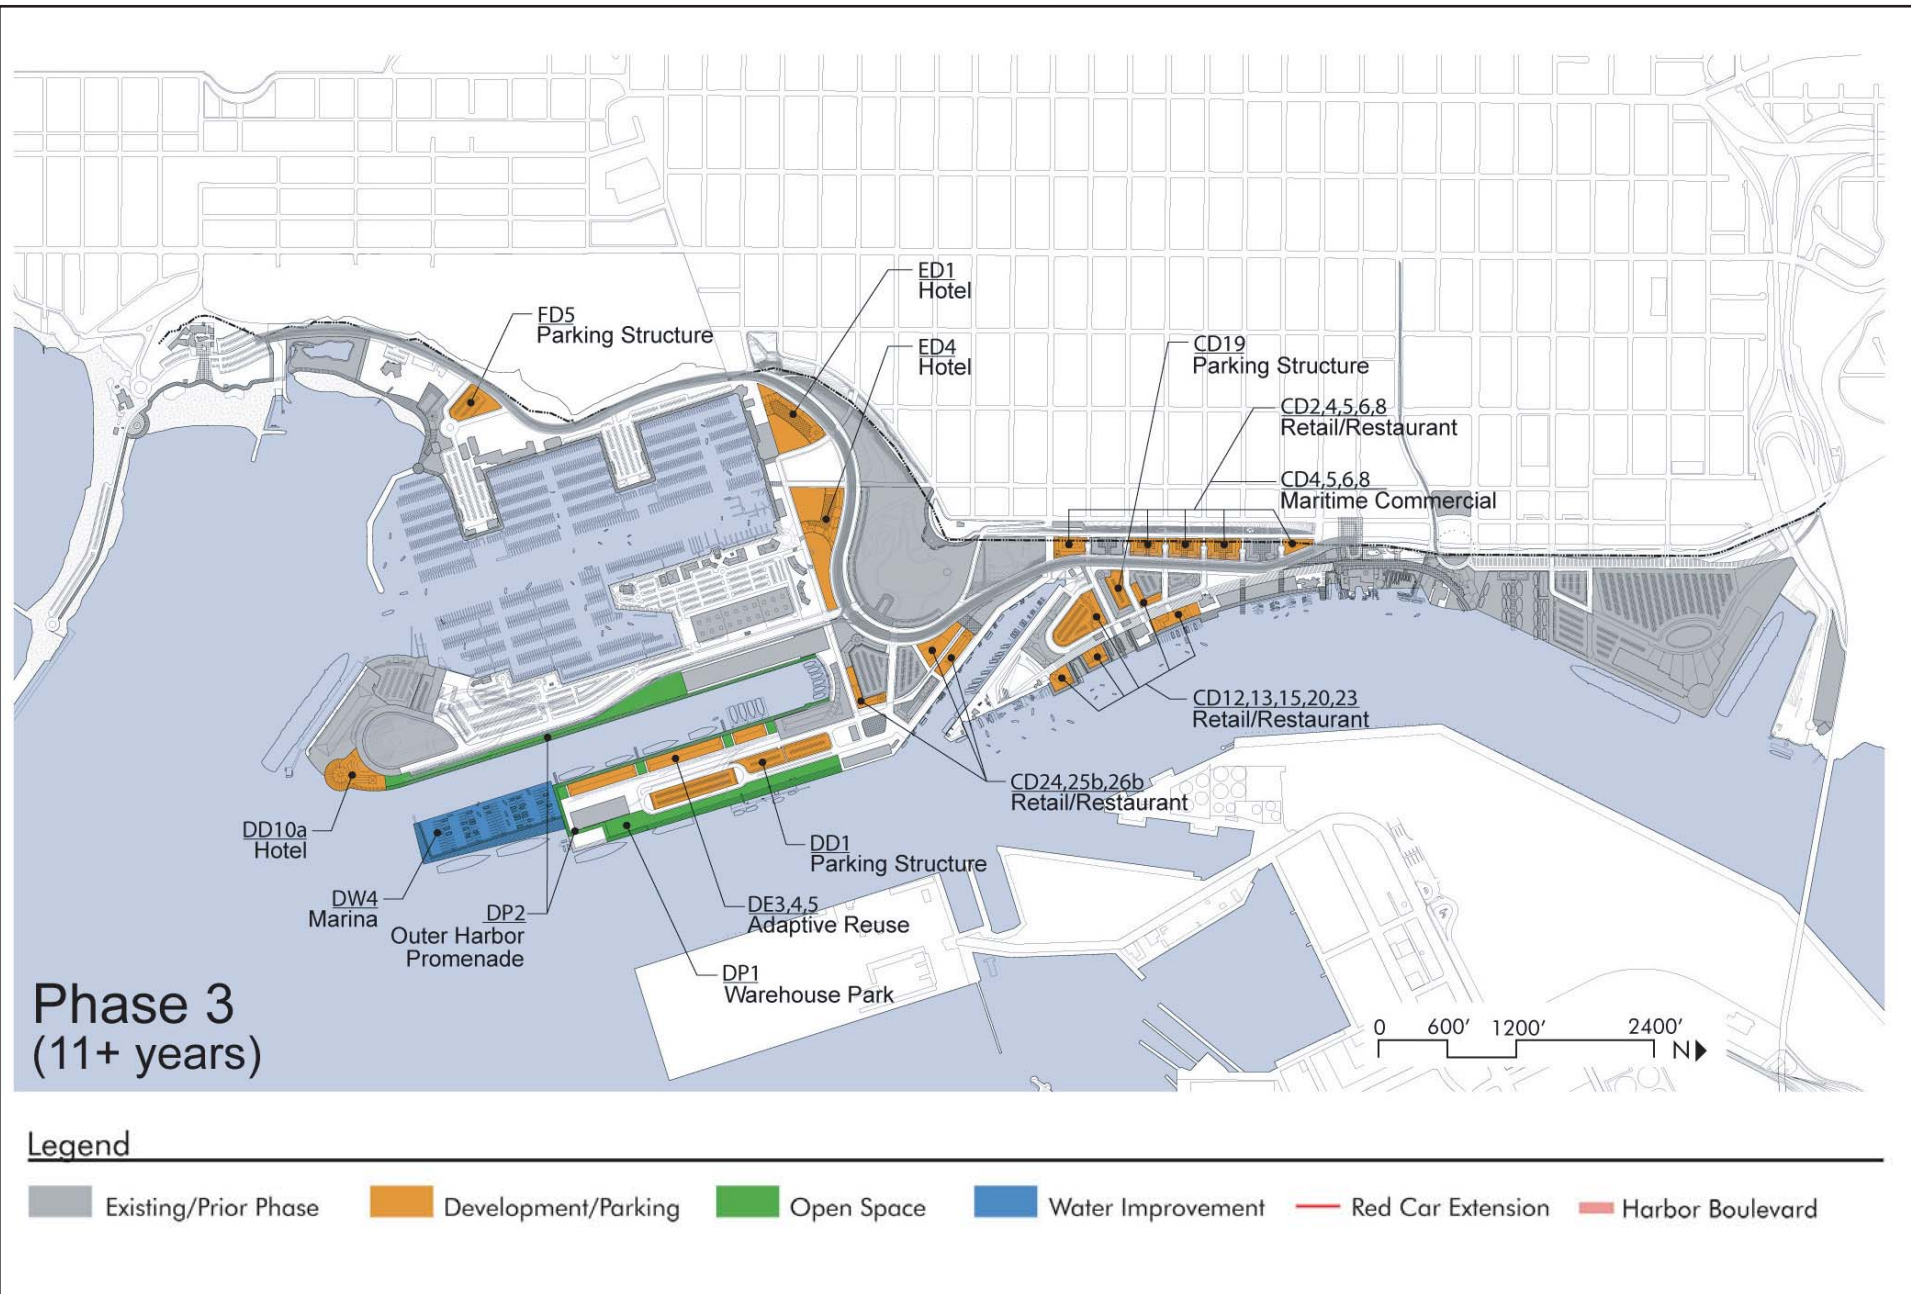 ED1
Hotel
FD5
Parking Structure
ED4
Hotel
CD19
Parking Structure
CD2,4,5,6,8
Retail/Restaurant
CD4,5,6,8
Maritime Commercial
CD12,13,15,20,23
Retail/Restaurant
CD24,25b,26b
Retail/Restaurant
DD10a
Hotel
DD1
Parking Structure
DW4
Marina
DP2
Outer Harbor
Promenade
DE3,4,5
Adaptive Reuse
DP1
Warehouse Park
Phase 3
(11+ years)
0 600' 1200' 2400'
N
Legend
Existing/Prior Phase
Development/Parking
Open Space
Water Improvement
Red Car Extension
Harbor Boulevard